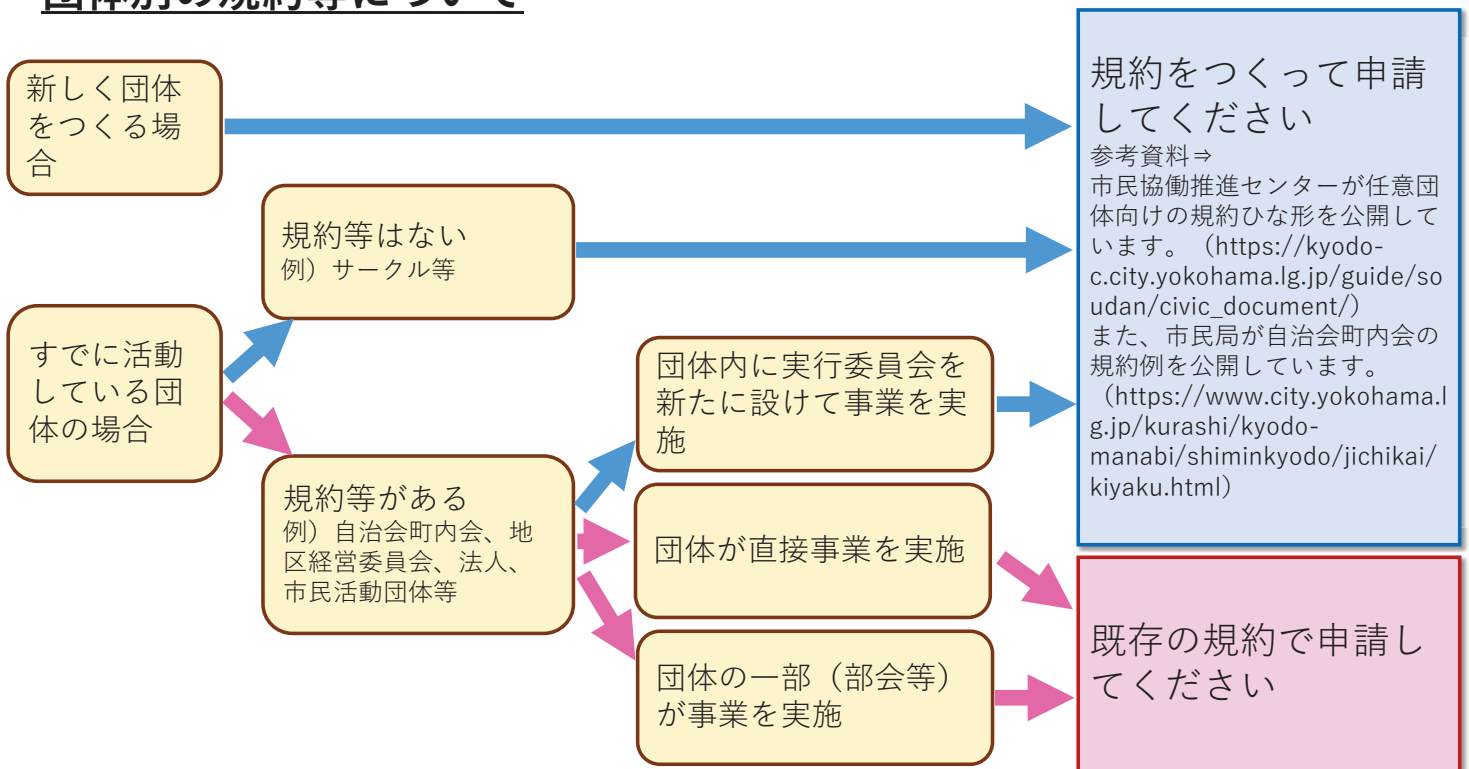 団体別の規約等について
新しく団体
をつくる場
合
すでに活動
している団
体の場合
規約等はない
例）サークル等
規約等がある
例）自治会町内会、地
区経営委員会、法人、
市民活動団体等
団体内に実行委員会を
新たに設けて事業を実
施
団体が直接事業を実施
団体の一部（部会等）
が事業を実施
規約をつくって申請
してください
参考資料⇒
市民協働推進センターが任意団
体向けの規約ひな形を公開して
います。（https://kyodo-
c.city.yokohama.lg.jp/guide/so
udan/civic_document/）
また、市民局が自治会町内会の
規約例を公開しています。
（https://www.city.yokohama.l
g.jp/kurashi/kyodo-
manabi/shiminkyodo/jichikai/
kiyaku.html）
既存の規約で申請し
てください